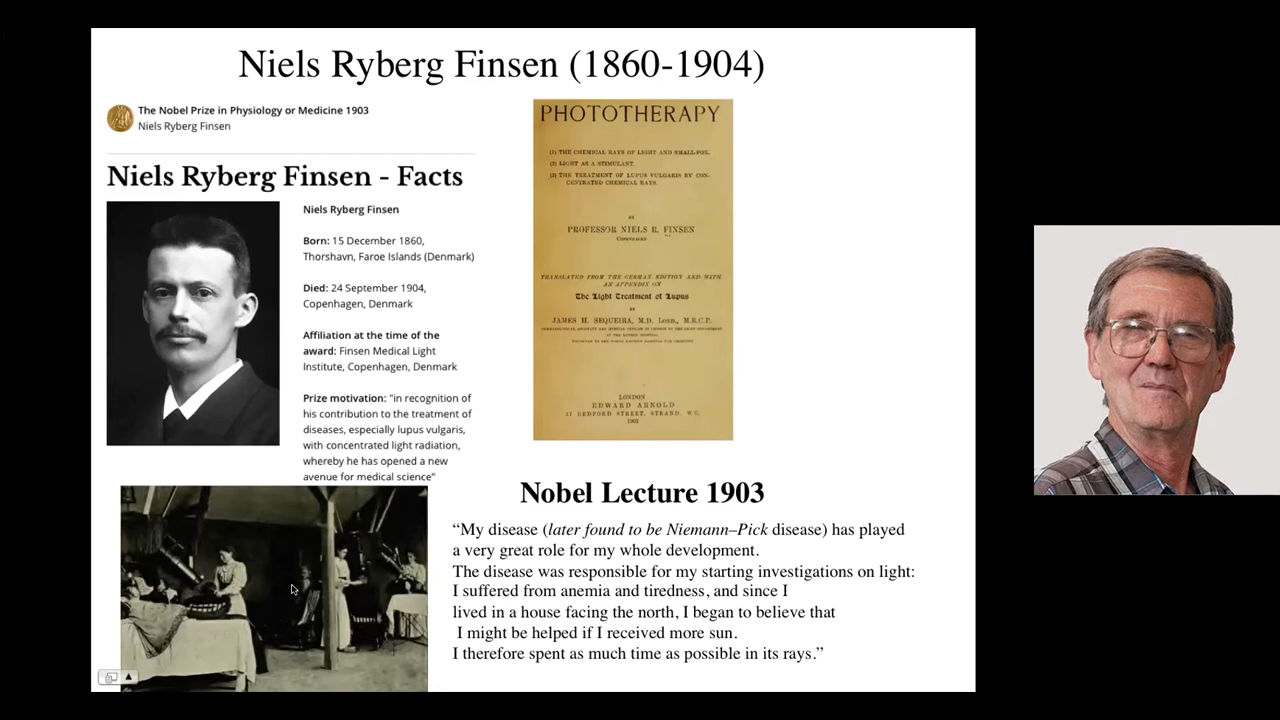 Niels Ryberg Finsen (1860-1904)
The Nobel Prize in Physiology or Medicine 1903
Niels Ryberg Finsen
Niels Ryberg Finsen - Facts
Niels Ryberg Finsen
Born: 15 December 1860,
Thorshavn, Faroe Islands (Denmark)
Died: 24 September 1904,
Copenhagen, Denmark
Affiliation at the time of the
award: Finsen Medical Light
Institute, Copenhagen, Denmark
Prize motivation: "in recognition of
his contribution to the treatment of
diseases, especially lupus vulgaris,
with concentrated light radiation,
whereby he has opened a new
avenue for medical science"
PHOTOTHERAPY
(1) THE CHEMICAL RAYS OF LIGHT AND SMALL-POX.
(2) LIGHT AS A STIMULANT.
(3) THE TREATMENT OF LUPUS VULGARIS BY CON-
CENTRATED CHEMICAL RAYS.
BY
PROFESSOR NIELS R. FINSEN
COPENHAGEN
TRANSLATED FROM THE GERMAN EDITION AND WITH
AN APPENDIX ON
The Light Treatment of Lupus
BY
JAMES H. SEQUEIRA, M.D. LOND., M.R.C.P.
LONDON
EDWARD ARNOLD
BEDFORD STREET, STRAND, W.C.
1901
Nobel Lecture 1903
“My disease (later found to be Niemann–Pick disease) has played
a very great role for my whole development.
The disease was responsible for my starting investigations on light:
I suffered from anemia and tiredness, and since I
lived in a house facing the north, I began to believe that
I might be helped if I received more sun.
I therefore spent as much time as possible in its rays.”